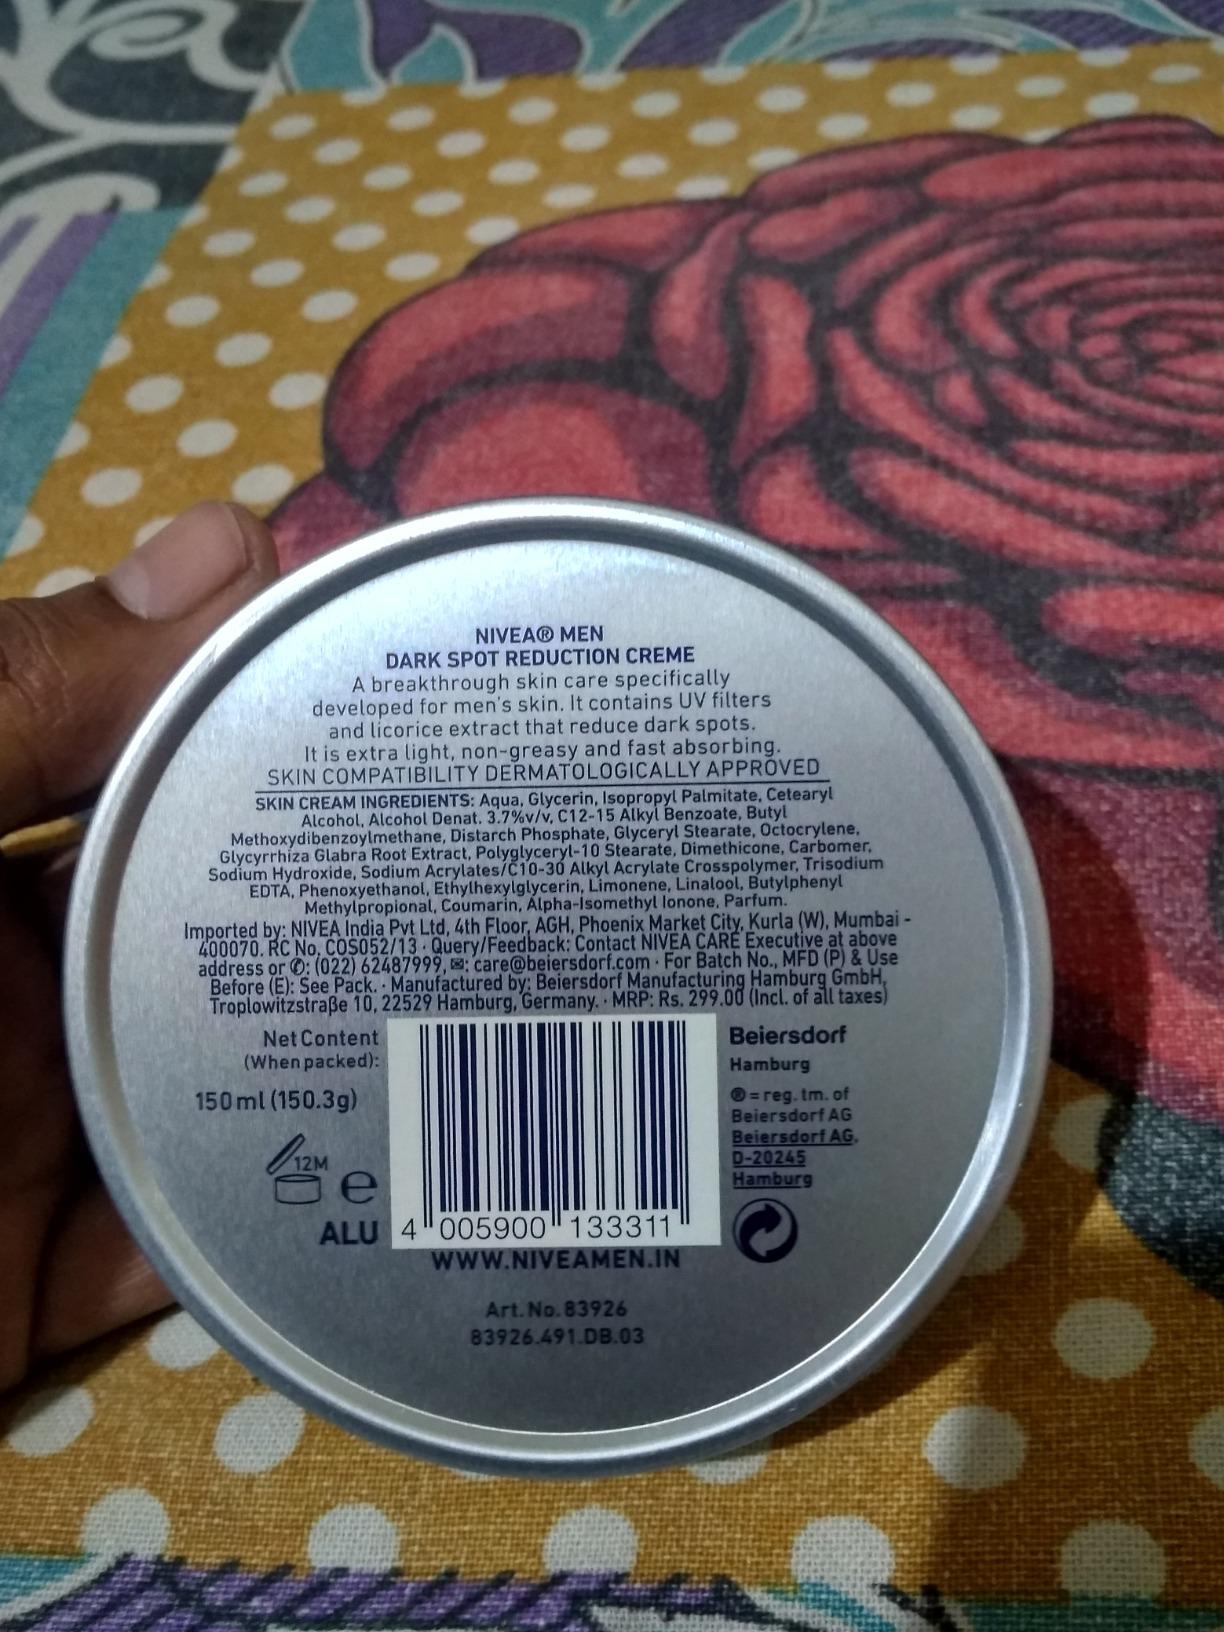 NIVEA® MEN
DARK SPOT REDUCTION CREME
A breakthrough skin care specifically
developed for men's skin. It contains UV filters
and licorice extract that reduce dark spots.
It is extra light, non-greasy and fast absorbing.
SKIN COMPATIBILITY DERMATOLOGICALLY APPROVED
SKIN CREAM INGREDIENTS: Aqua, Glycerin, Isopropyl Palmitate, Cetearyl
Alcohol, Alcohol Denat. 3.7%v/v, C12-15 Alkyl Benzoate, Butyl
Methoxydibenzoylmethane, Distarch Phosphate, Glyceryl Stearate, Octocrylene,
Glycyrrhiza Glabra Root Extract, Polyglyceryl-10 Stearate, Dimethicone, Carbomer,
Sodium Hydroxide, Sodium Acrylates/C10-30 Alkyl Acrylate Crosspolymer, Trisodium
EDTA, Phenoxyethanol, Ethylhexylglycerin, Limonene, Linalool, Butylphenyl
Methylpropional, Coumarin, Alpha-Isomethyl Ionone, Parfum.
Imported by: NIVEA India Pvt Ltd, 4th Floor, AGH, Phoenix Market City, Kurla (W), Mumbai -
400070. RC No. COS052/13 · Query/Feedback: Contact NIVEA CARE Executive at above
address or ✆: (022) 62487999, ✉: care@beiersdorf.com · For Batch No., MFD (P) & Use
Before (E): See Pack. · Manufactured by: Beiersdorf Manufacturing Hamburg GmbH,
Troplowitzstraße 10, 22529 Hamburg, Germany. · MRP: Rs. 299.00 (Incl. of all taxes)
Net Content
(When packed):
150 ml (150.3g)
12M
e
ALU
4 005900 133311
Beiersdorf
Hamburg
® = reg. tm. of
Beiersdorf AG
Beiersdorf AG,
D-20245
Hamburg
WWW.NIVEAMEN.IN
Art. No. 83926
83926.491.DB.03